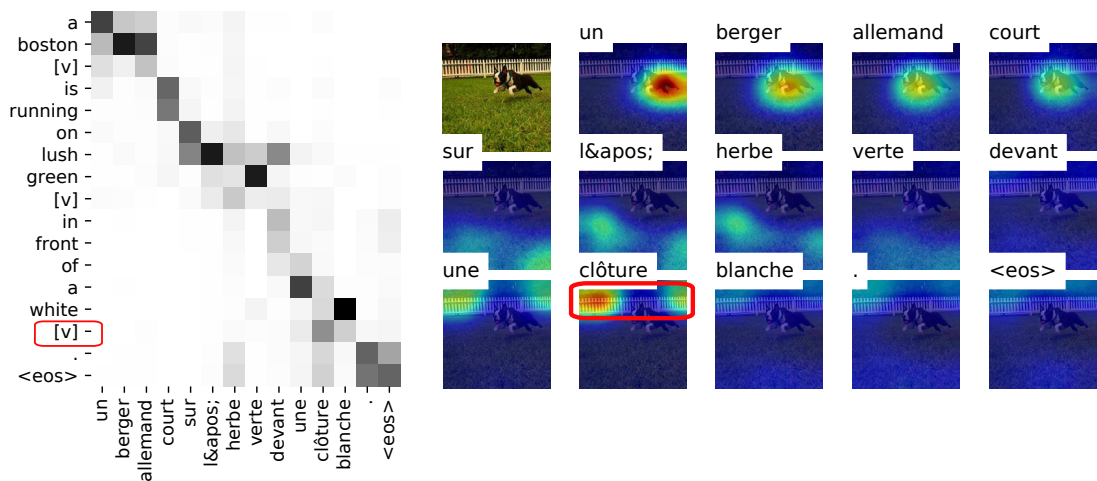 a
boston
[v]
is
running
on
lush
green
[v]
in
front
of
a
white
[v]
.
<eos>
un
berger
allemand
court
sur
l&apos;
herbe
verte
devant
une
clôture
blanche
.
<eos>
un berger allemand court
sur l&apos; herbe verte devant
une clôture blanche . <eos>